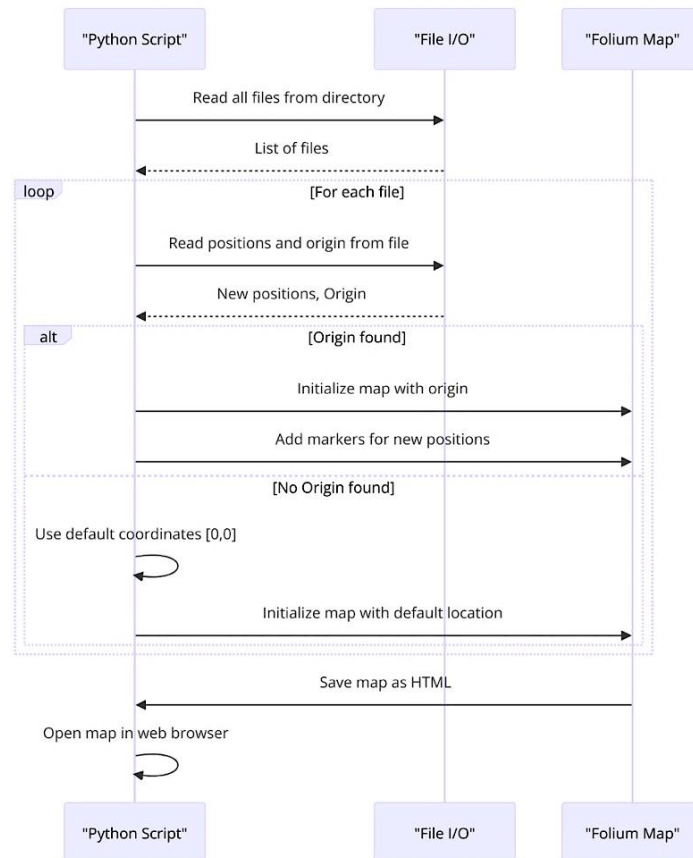 "Python Script" "File I/O" "Folium Map"
Read all files from directory
List of files
loop [For each file]
Read positions and origin from file
New positions, Origin
alt [Origin found]
Initialize map with origin
Add markers for new positions
[No Origin found]
Use default coordinates [0,0]
Initialize map with default location
Save map as HTML
Open map in web browser
"Python Script" "File I/O" "Folium Map"